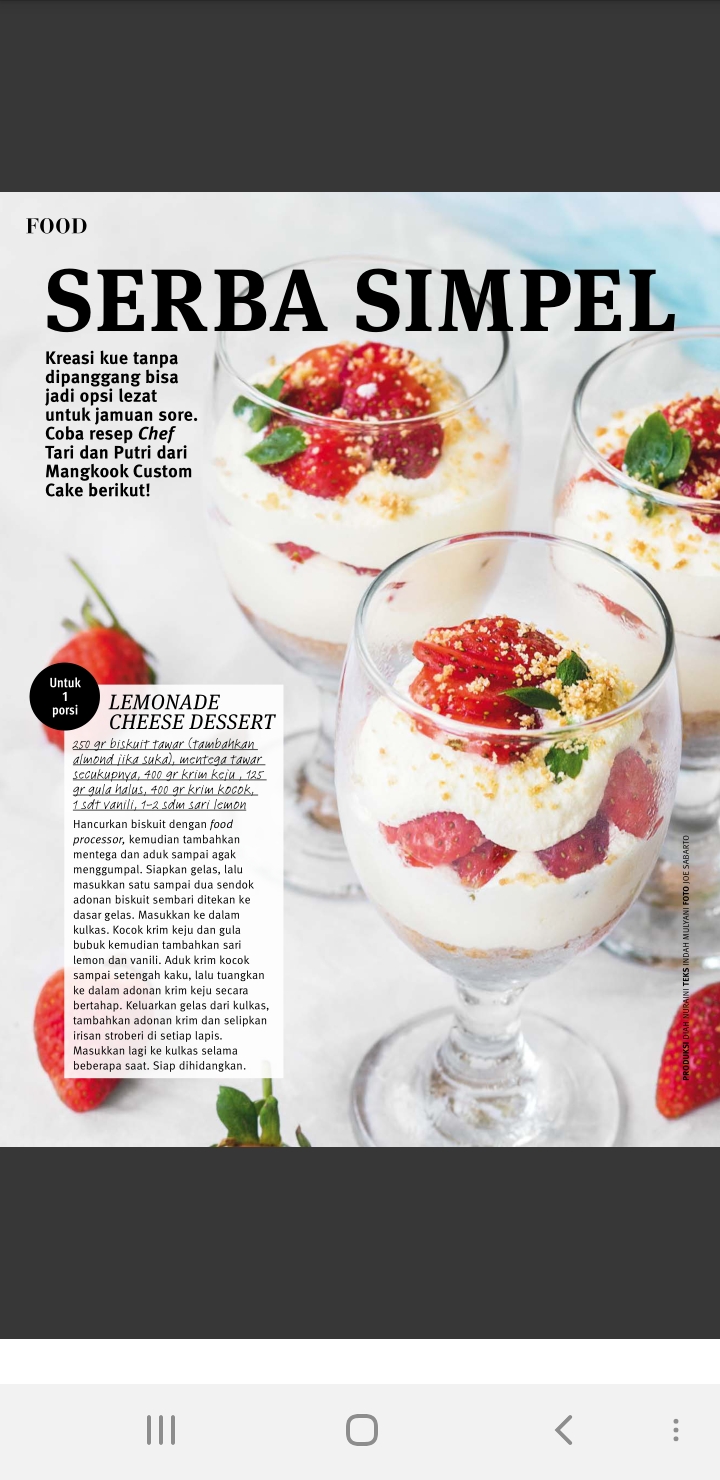 FOOD
SERBA SIMPEL
Kreasi kue tanpa
dipanggang bisa
jadi opsi lezat
untuk jamuan sore.
Coba resep Chef
Tari dan Putri dari
Mangkook Custom
Cake berikut!
Untuk
1
porsi
LEMONADE
CHEESE DESSERT
250 gr biskuit tawar (tambahkan
almond jika suka), mentega tawar
secukupnya, 400 gr krim keju , 125
gr gula halus, 400 gr krim kocok,
1 sdt vanili, 1-2 sdm sari lemon
Hancurkan biskuit dengan food
processor, kemudian tambahkan
mentega dan aduk sampai agak
menggumpal. Siapkan gelas, lalu
masukkan satu sampai dua sendok
adonan biskuit sembari ditekan ke
dasar gelas. Masukkan ke dalam
kulkas. Kocok krim keju dan gula
bubuk kemudian tambahkan sari
lemon dan vanili. Aduk krim kocok
sampai setengah kaku, lalu tuangkan
ke dalam adonan krim keju secara
bertahap. Keluarkan gelas dari kulkas,
tambahkan adonan krim dan selipkan
irisan stroberi di setiap lapis.
Masukkan lagi ke kulkas selama
beberapa saat. Siap dihidangkan.
PRODUKSI NURAINI TEKS INDAH MULYANI FOTO JOE SABARTO